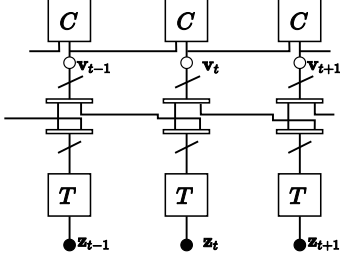 C C C
v_{t-1} v_t v_{t+1}
T T T
z_{t-1} z_t z_{t+1}